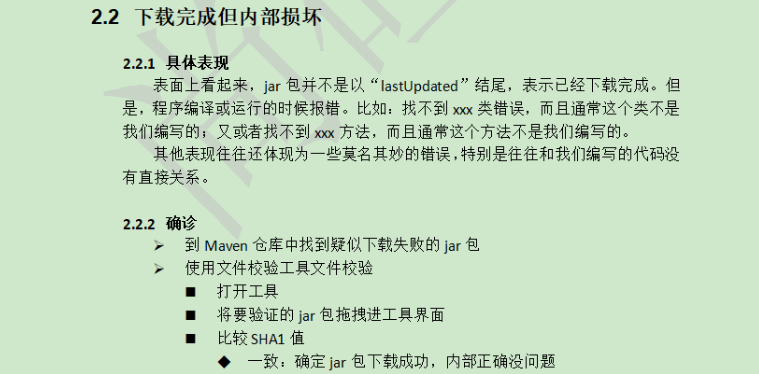 2.2 下载完成但内部损坏
2.2.1 具体表现
表面上看起来，jar 包并不是以“lastUpdated”结尾，表示已经下载完成。但
是，程序编译或运行的时候报错。比如：找不到 xxx 类错误，而且通常这个类不是
我们编写的；又或者找不到 xxx 方法，而且通常这个方法不是我们编写的。
其他表现往往还体现为一些莫名其妙的错误，特别是往往和我们编写的代码没
有直接关系。
2.2.2 确诊
➢ 到 Maven 仓库中找到疑似下载失败的 jar 包
➢ 使用文件校验工具文件校验
■ 打开工具
■ 将要验证的 jar 包拖拽进工具界面
■ 比较 SHA1 值
◆ 一致：确定 jar 包下载成功，内部正确没问题